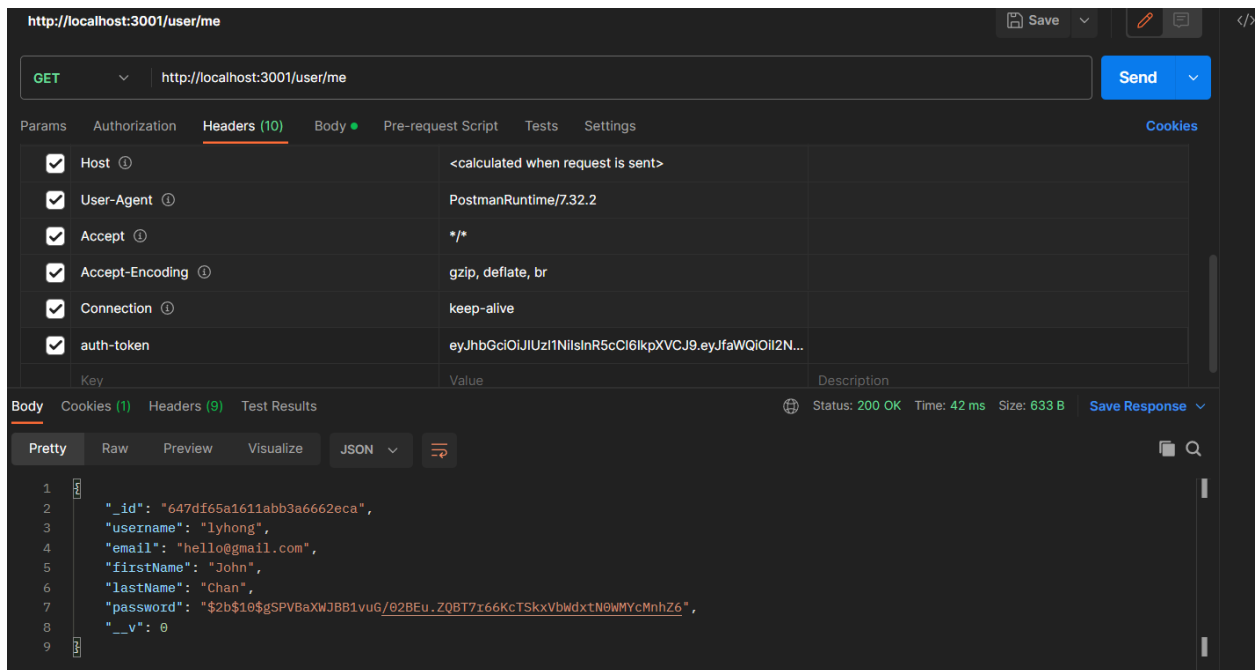 http://localhost:3001/user/me Save
GET http://localhost:3001/user/me Send
Params Authorization Headers (10) Body Pre-request Script Tests Settings Cookies
Host <calculated when request is sent>
User-Agent PostmanRuntime/7.32.2
Accept */*
Accept-Encoding gzip, deflate, br
Connection keep-alive
auth-token eyJhbGciOiJIUzI1NiIsInR5cCI6IkpXVCJ9.eyJfaWQiOiI2N...
Key Value Description
Body Cookies (1) Headers (9) Test Results Status: 200 OK Time: 42 ms Size: 633 B Save Response
Pretty Raw Preview Visualize JSON
1 {
2 "_id": "647df65a1611abb3a6662eca",
3 "username": "lyhong",
4 "email": "hello@gmail.com",
5 "firstName": "John",
6 "lastName": "Chan",
7 "password": "$2b$10$gSPVBaXWJBB1vuG/02BEu.ZQBT7r66KcTSkxVbWdxtN0WMYcMnhZ6",
8 "__v": 0
9 }